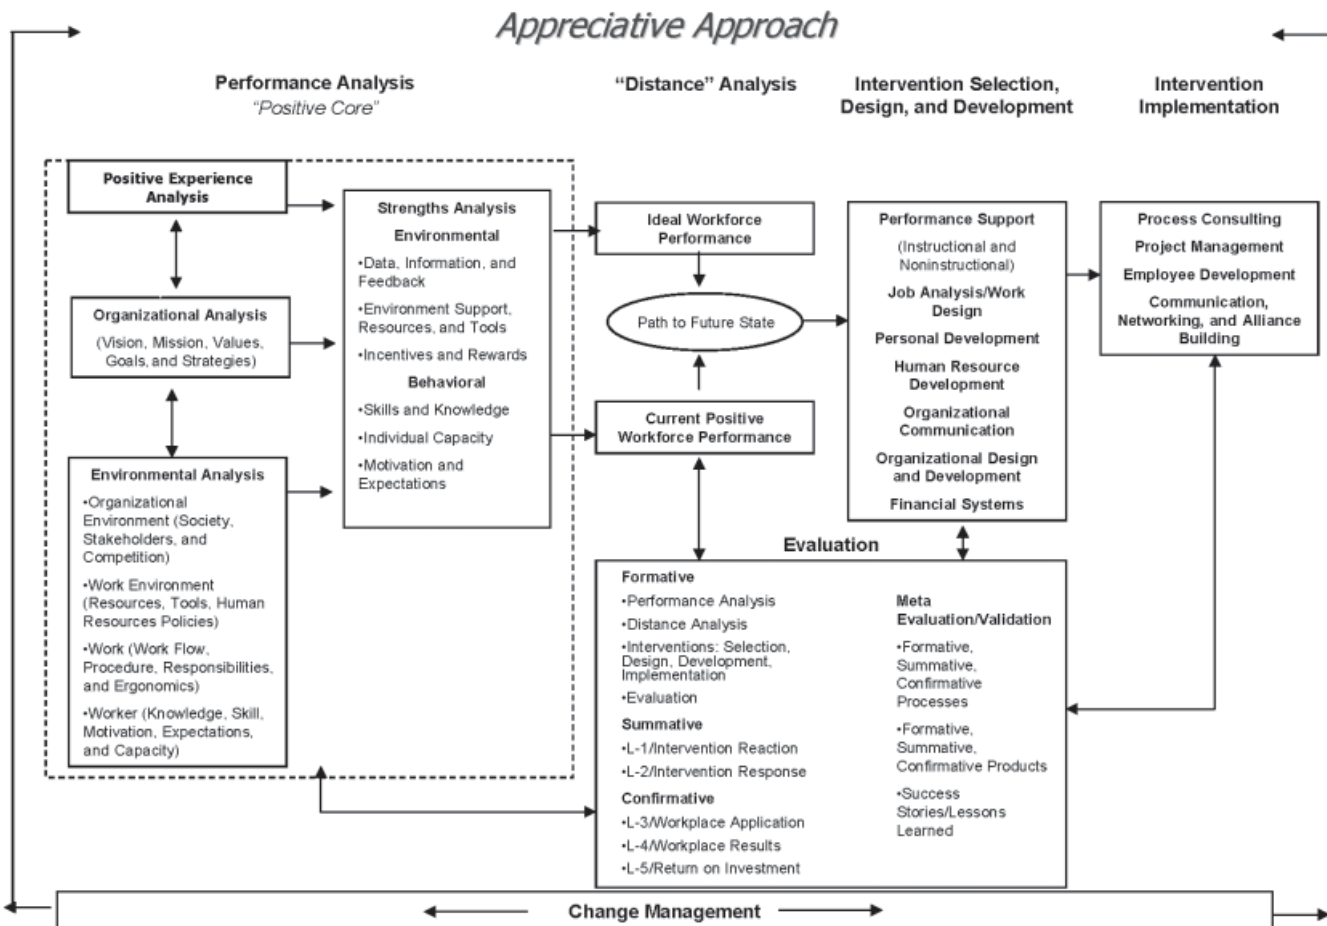 Appreciative Approach
Performance Analysis
"Positive Core"
"Distance" Analysis
Intervention Selection,
Design, and Development
Intervention
Implementation
Positive Experience
Analysis
Organizational Analysis
(Vision, Mission, Values,
Goals, and Strategies)
Environmental Analysis
•Organizational
Environment (Society,
Stakeholders, and
Competition)
•Work Environment
(Resources, Tools, Human
Resources Policies)
•Work (Work Flow,
Procedure, Responsibilities,
and Ergonomics)
•Worker (Knowledge, Skill,
Motivation, Expectations,
and Capacity)
Strengths Analysis
Environmental
•Data, Information, and
Feedback
•Environment Support,
Resources, and Tools
•Incentives and Rewards
Behavioral
•Skills and Knowledge
•Individual Capacity
•Motivation and
Expectations
Ideal Workforce
Performance
Path to Future State
Current Positive
Workforce Performance
Performance Support
(Instructional and
Noninstructional)
Job Analysis/Work
Design
Personal Development
Human Resource
Development
Organizational
Communication
Organizational Design
and Development
Financial Systems
Process Consulting
Project Management
Employee Development
Communication,
Networking, and Alliance
Building
Evaluation
Formative
•Performance Analysis
•Distance Analysis
•Interventions: Selection,
Design, Development,
Implementation
•Evaluation
Summative
•L-1/Intervention Reaction
•L-2/Intervention Response
Confirmative
•L-3/Workplace Application
•L-4/Workplace Results
•L-5/Return on Investment
Meta
Evaluation/Validation
•Formative,
Summative,
Confirmative
Processes
•Formative,
Summative,
Confirmative Products
•Success
Stories/Lessons
Learned
Change Management